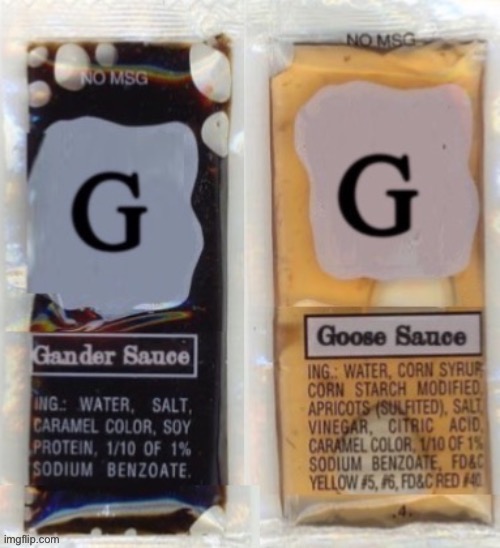 NO MSG
G
Gander Sauce
ING.: WATER, SALT,
CARAMEL COLOR, SOY
PROTEIN, 1/10 OF 1%
SODIUM BENZOATE.
NO MSG
G
Goose Sauce
ING.: WATER, CORN SYRUP
CORN STARCH MODIFIED,
APRICOTS (SULFITED), SALT
VINEGAR, CITRIC ACID,
CARAMEL COLOR, 1/10 OF 1%
SODIUM BENZOATE, FD&C
YELLOW #5, #6, FD&C RED #40.
.4.
imgflip.com